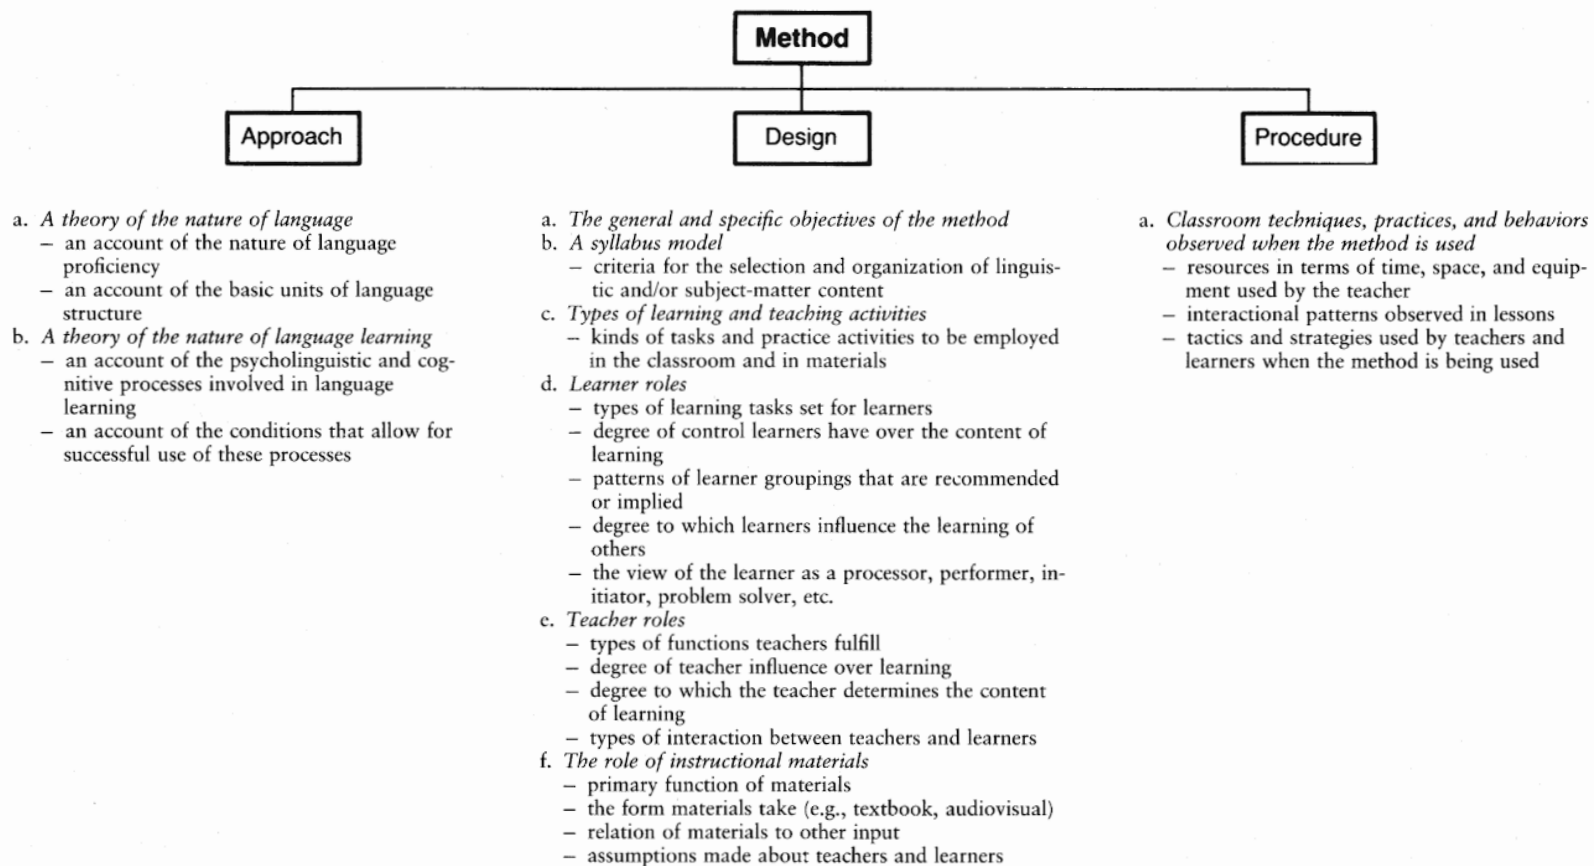 Method
Approach
Design
Procedure
a. A theory of the nature of language
– an account of the nature of language
proficiency
– an account of the basic units of language
structure
b. A theory of the nature of language learning
– an account of the psycholinguistic and cog-
nitive processes involved in language
learning
– an account of the conditions that allow for
successful use of these processes
a. The general and specific objectives of the method
b. A syllabus model
– criteria for the selection and organization of linguis-
tic and/or subject-matter content
c. Types of learning and teaching activities
– kinds of tasks and practice activities to be employed
in the classroom and in materials
d. Learner roles
– types of learning tasks set for learners
– degree of control learners have over the content of
learning
– patterns of learner groupings that are recommended
or implied
– degree to which learners influence the learning of
others
– the view of the learner as a processor, performer, in-
itiator, problem solver, etc.
e. Teacher roles
– types of functions teachers fulfill
– degree of teacher influence over learning
– degree to which the teacher determines the content
of learning
– types of interaction between teachers and learners
f. The role of instructional materials
– primary function of materials
– the form materials take (e.g., textbook, audiovisual)
– relation of materials to other input
– assumptions made about teachers and learners
a. Classroom techniques, practices, and behaviors
observed when the method is used
– resources in terms of time, space, and equip-
ment used by the teacher
– interactional patterns observed in lessons
– tactics and strategies used by teachers and
learners when the method is being used